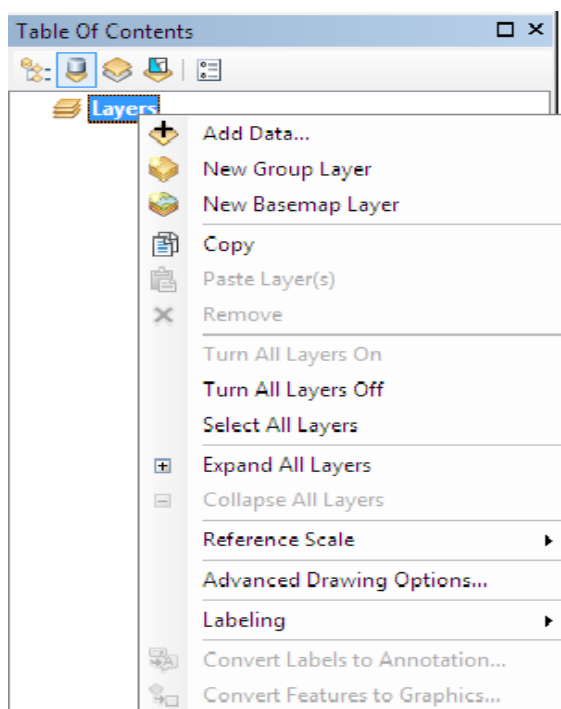 Table Of Contents
Layers
Add Data...
New Group Layer
New Basemap Layer
Copy
Paste Layer(s)
Remove
Turn All Layers On
Turn All Layers Off
Select All Layers
Expand All Layers
Collapse All Layers
Reference Scale
Advanced Drawing Options...
Labeling
Convert Labels to Annotation...
Convert Features to Graphics...